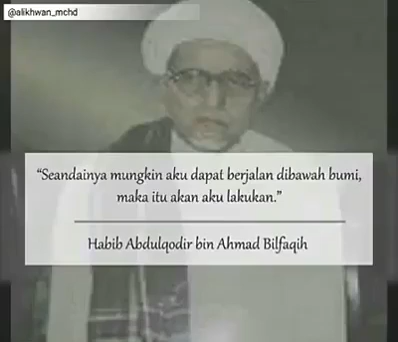 @alikhwan_mchd
“Seandainya mungkin aku dapat berjalan dibawah bumi,
maka itu akan aku lakukan.”
Habib Abdulqodir bin Ahmad Bilfaqih